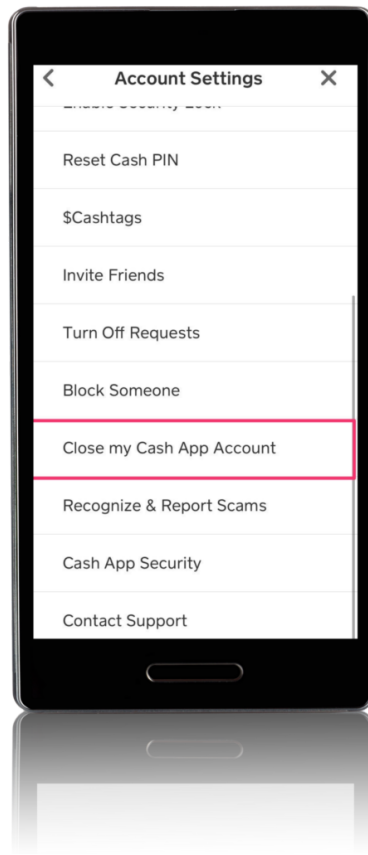 Account Settings
Reset Cash PIN
$Cashtags
Invite Friends
Turn Off Requests
Block Someone
Close my Cash App Account
Recognize & Report Scams
Cash App Security
Contact Support